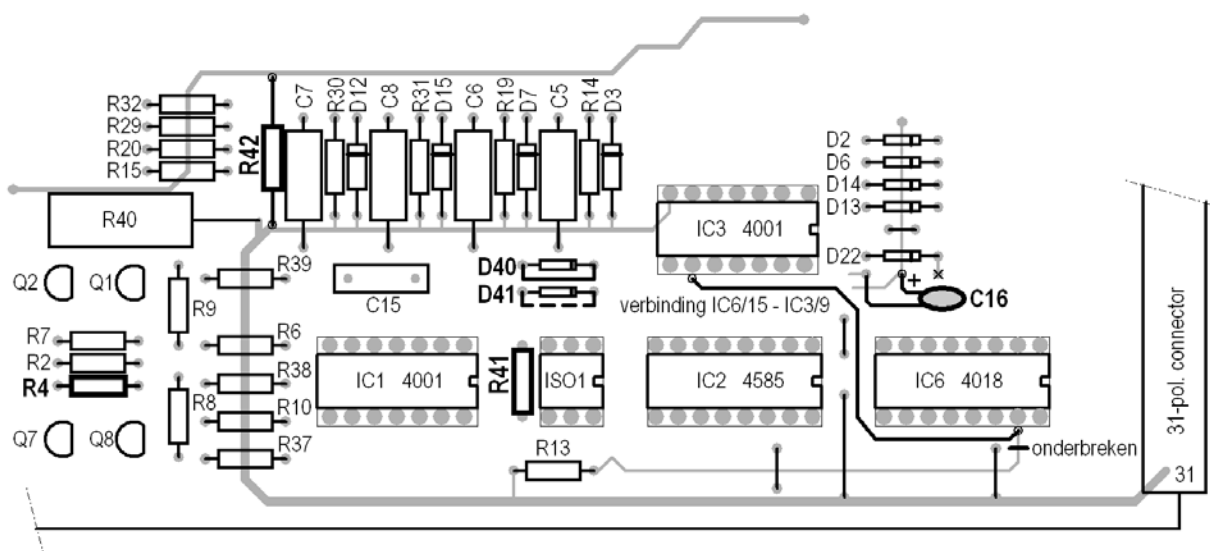 R32
R29
R20
R15
R42
C7
R30
D12
C8
R31
D15
C6
R19
D7
C5
R14
D3
D2
D6
D14
D13
D22
R40
IC3 4001
Q2
Q1
R9
R39
C15
D40
D41
verbinding IC6/15 - IC3/9
+
C16
R7
R2
R4
R6
R38
R10
R37
R8
Q7
Q8
IC1 4001
R41
ISO1
IC2 4585
IC6 4018
R13
onderbreken
31-pol. connector
31